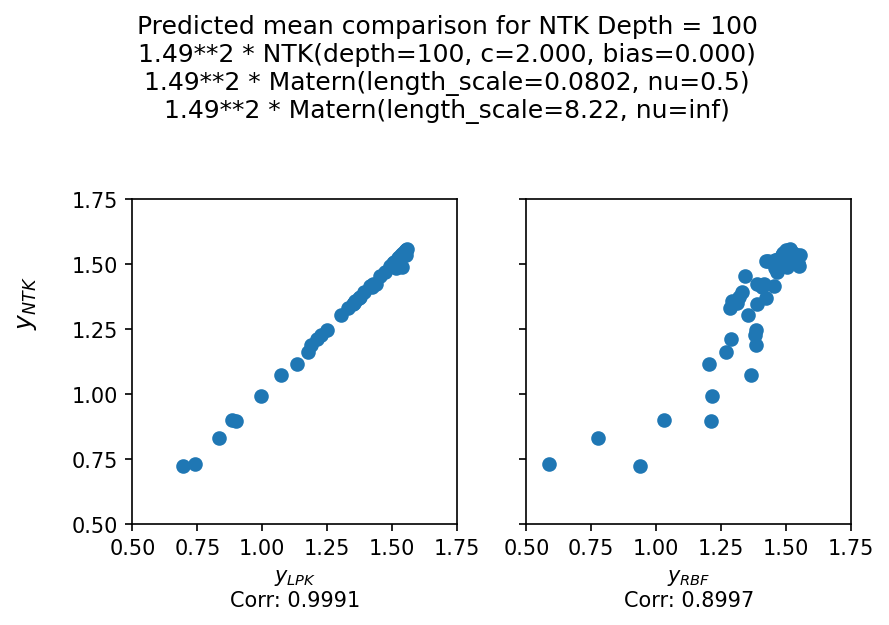 Predicted mean comparison for NTK Depth = 100
1.49**2 * NTK(depth=100, c=2.000, bias=0.000)
1.49**2 * Matern(length_scale=0.0802, nu=0.5)
1.49**2 * Matern(length_scale=8.22, nu=inf)
y_NTK
1.75
1.50
1.25
1.00
0.75
0.50
0.50 0.75 1.00 1.25 1.50 1.75
y_LPK
Corr: 0.9991
0.50 0.75 1.00 1.25 1.50 1.75
y_RBF
Corr: 0.8997